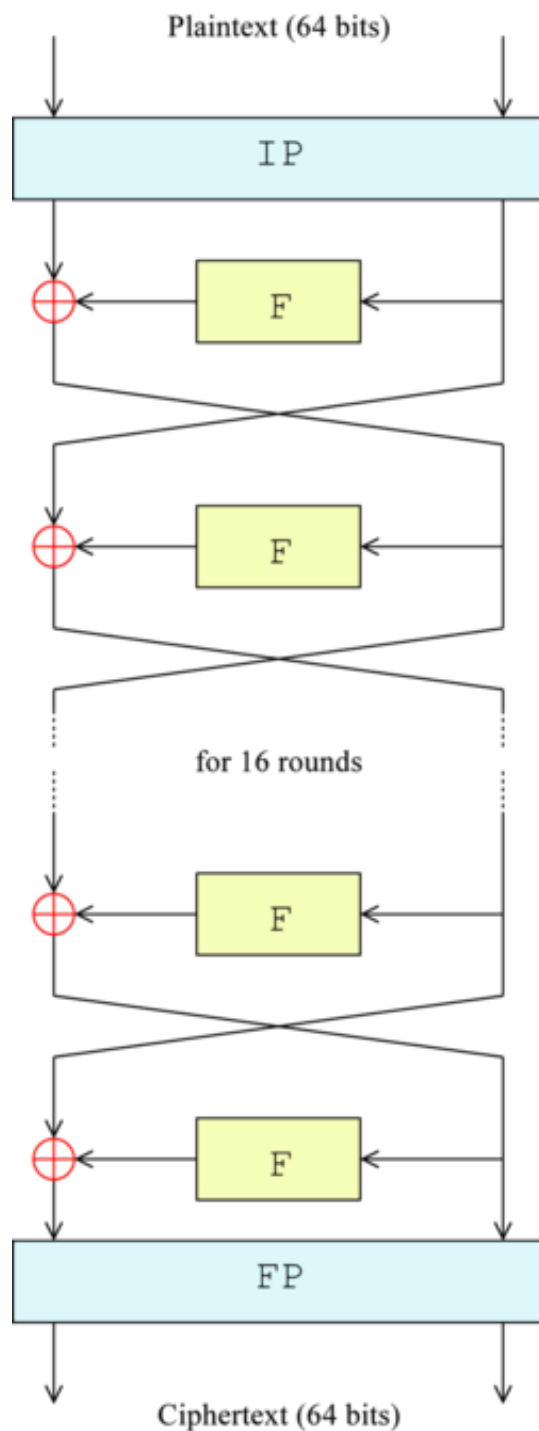 Plaintext (64 bits)
IP
F
F
for 16 rounds
F
F
FP
Ciphertext (64 bits)